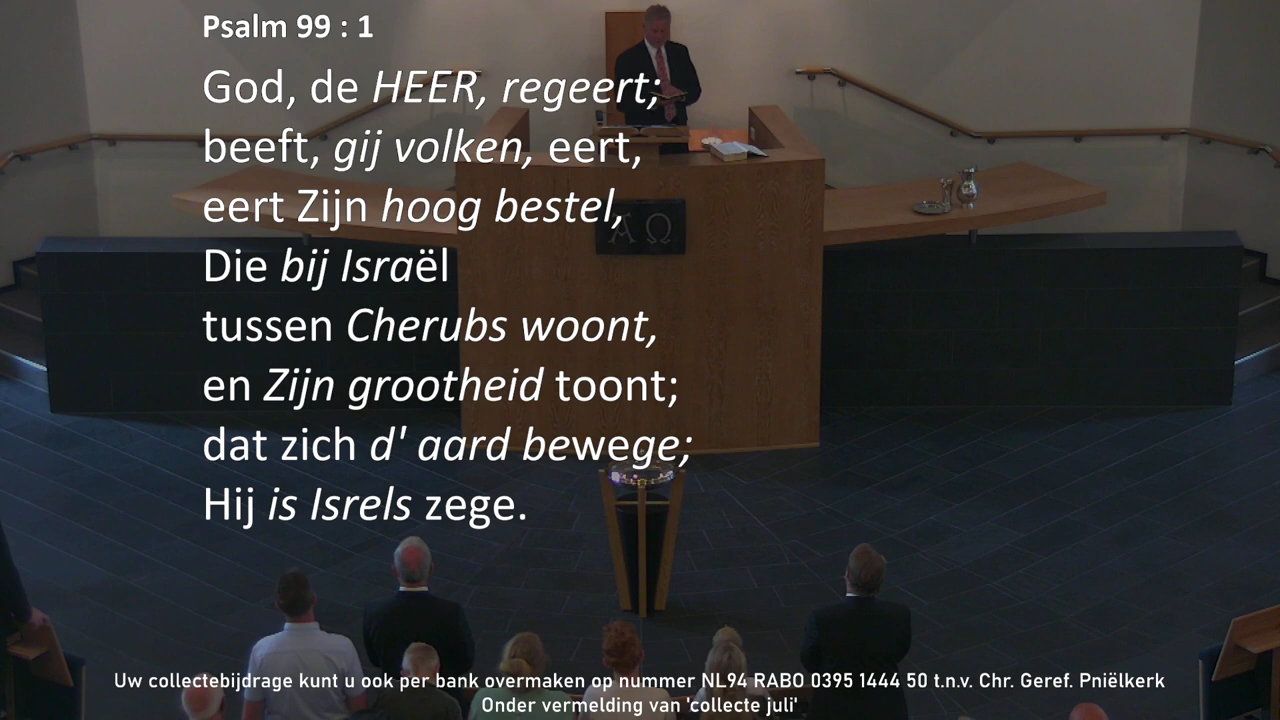 Psalm 99 : 1
God, de HEER, regeert;
beeft, gij volken, eert,
eert Zijn hoog bestel,
Die bij Israël
tussen Cherubs woont,
en Zijn grootheid toont;
dat zich d' aard bewege;
Hij is Isrels zege.
Α Ω
Uw collectebijdrage kunt u ook per bank overmaken op nummer NL94 RABO 0395 1444 50 t.n.v. Chr. Geref. Pniëlkerk
Onder vermelding van 'collecte juli'